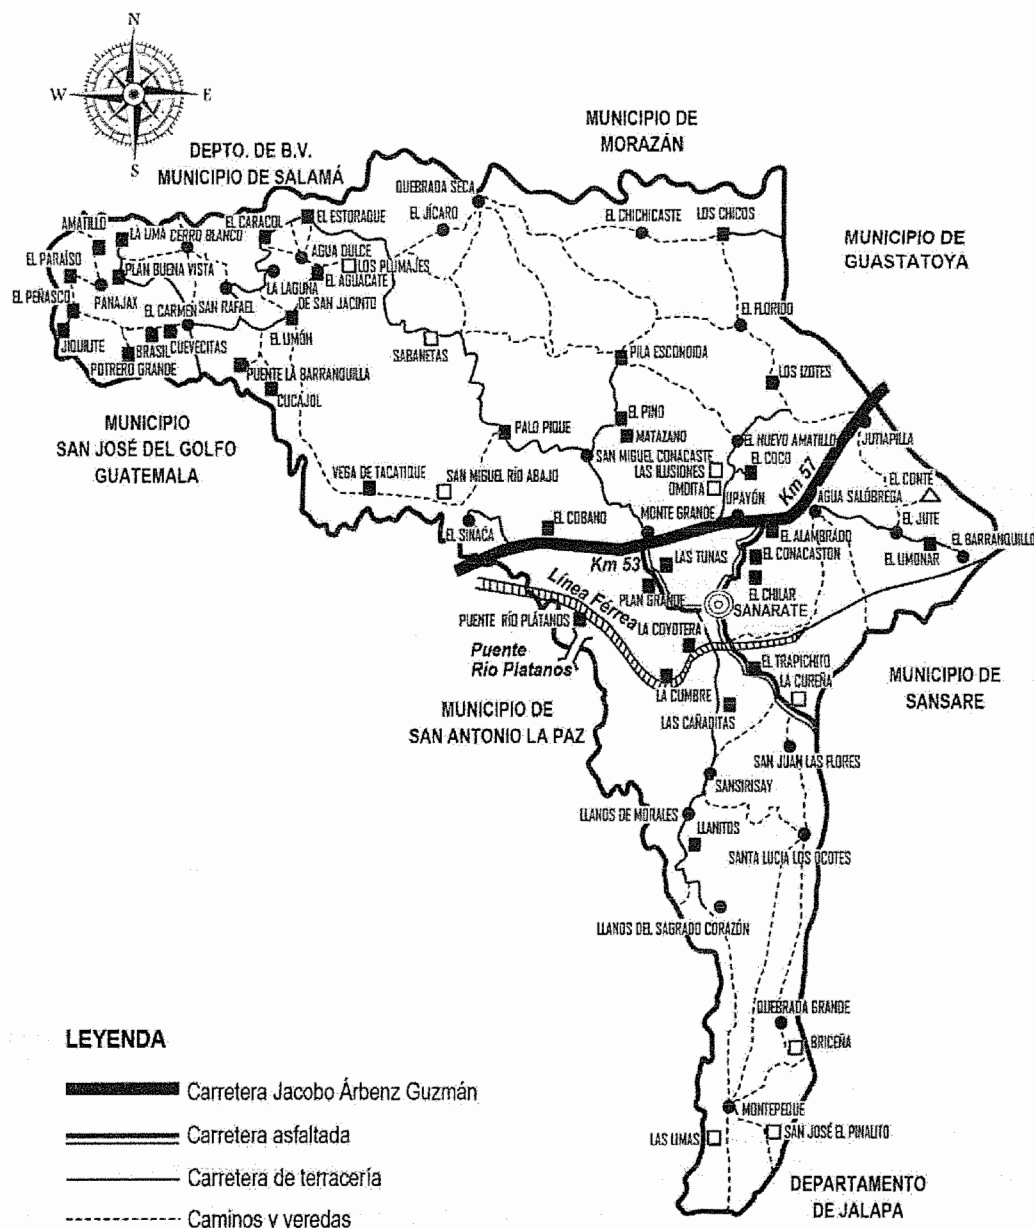 N
W
E
S
MUNICIPIO DE
MORAZÁN
DEPTO. DE B.V.
MUNICIPIO DE SALAMÁ
QUEBRADA SECA
EL JÍCARO
EL CHICHICASTE
LOS CHICOS
MUNICIPIO DE
GUASTATOYA
AMATILLO
LA LIMA
CERRO BLANCO
EL CARACOL
EL ESTORAQUE
AGUA DULCE
LOS PLUMAJES
EL AGUACATE
EL PARAÍSO
PLAN BUENA VISTA
PANAJAX
SAN RAFAEL
LA LAGUNA
DE SAN JACINTO
EL PEÑASCO
EL CARMEN
EL LIMÓN
JIQUILITE
BRASIL
CUEVECITAS
POTRERO GRANDE
PUENTE LA BARRANQUILLA
CUCAJOL
SABANETAS
EL FLORIDO
PILA ESCONDIDA
LOS IZOTES
MUNICIPIO
SAN JOSÉ DEL GOLFO
GUATEMALA
PALO PIQUE
EL PINO
MATAZANO
SAN MIGUEL CONACASTE
LAS ILUSIONES
OMOITA
EL NUEVO AMATILLO
EL COCO
JUTIAPILLA
Km 57
EL CONTE
VEGA DE TACATIQUE
SAN MIGUEL RÍO ABAJO
UPAYÓN
AGUA SALÓBREGA
EL JUTE
EL SINACA
EL COBANO
MONTE GRANDE
EL ALAMBRADO
EL LIMONAR
EL BARRANQUILLO
Km 53
LAS TUNAS
EL CONACASTON
PLAN GRANDE
EL CHILAR
SANARATE
Línea Férrea
PUENTE RÍO PLÁTANOS
Puente
Río Platanos
LA COYOTERA
EL TRAPICHITO
LA CUREÑA
LA CUMBRE
LAS CAÑADITAS
MUNICIPIO DE
SANSARE
MUNICIPIO DE
SAN ANTONIO LA PAZ
SAN JUAN LAS FLORES
SANSIRISAY
LLANOS DE MORALES
LLANITOS
SANTA LUCIA LOS OCOTES
LLANOS DEL SAGRADO CORAZÓN
QUEBRADA GRANDE
BRICEÑA
MONTEPEQUE
LAS LIMAS
SAN JOSÉ EL PINALITO
DEPARTAMENTO
DE JALAPA
LEYENDA
Carretera Jacobo Árbenz Guzmán
Carretera asfaltada
Carretera de terracería
Caminos y veredas